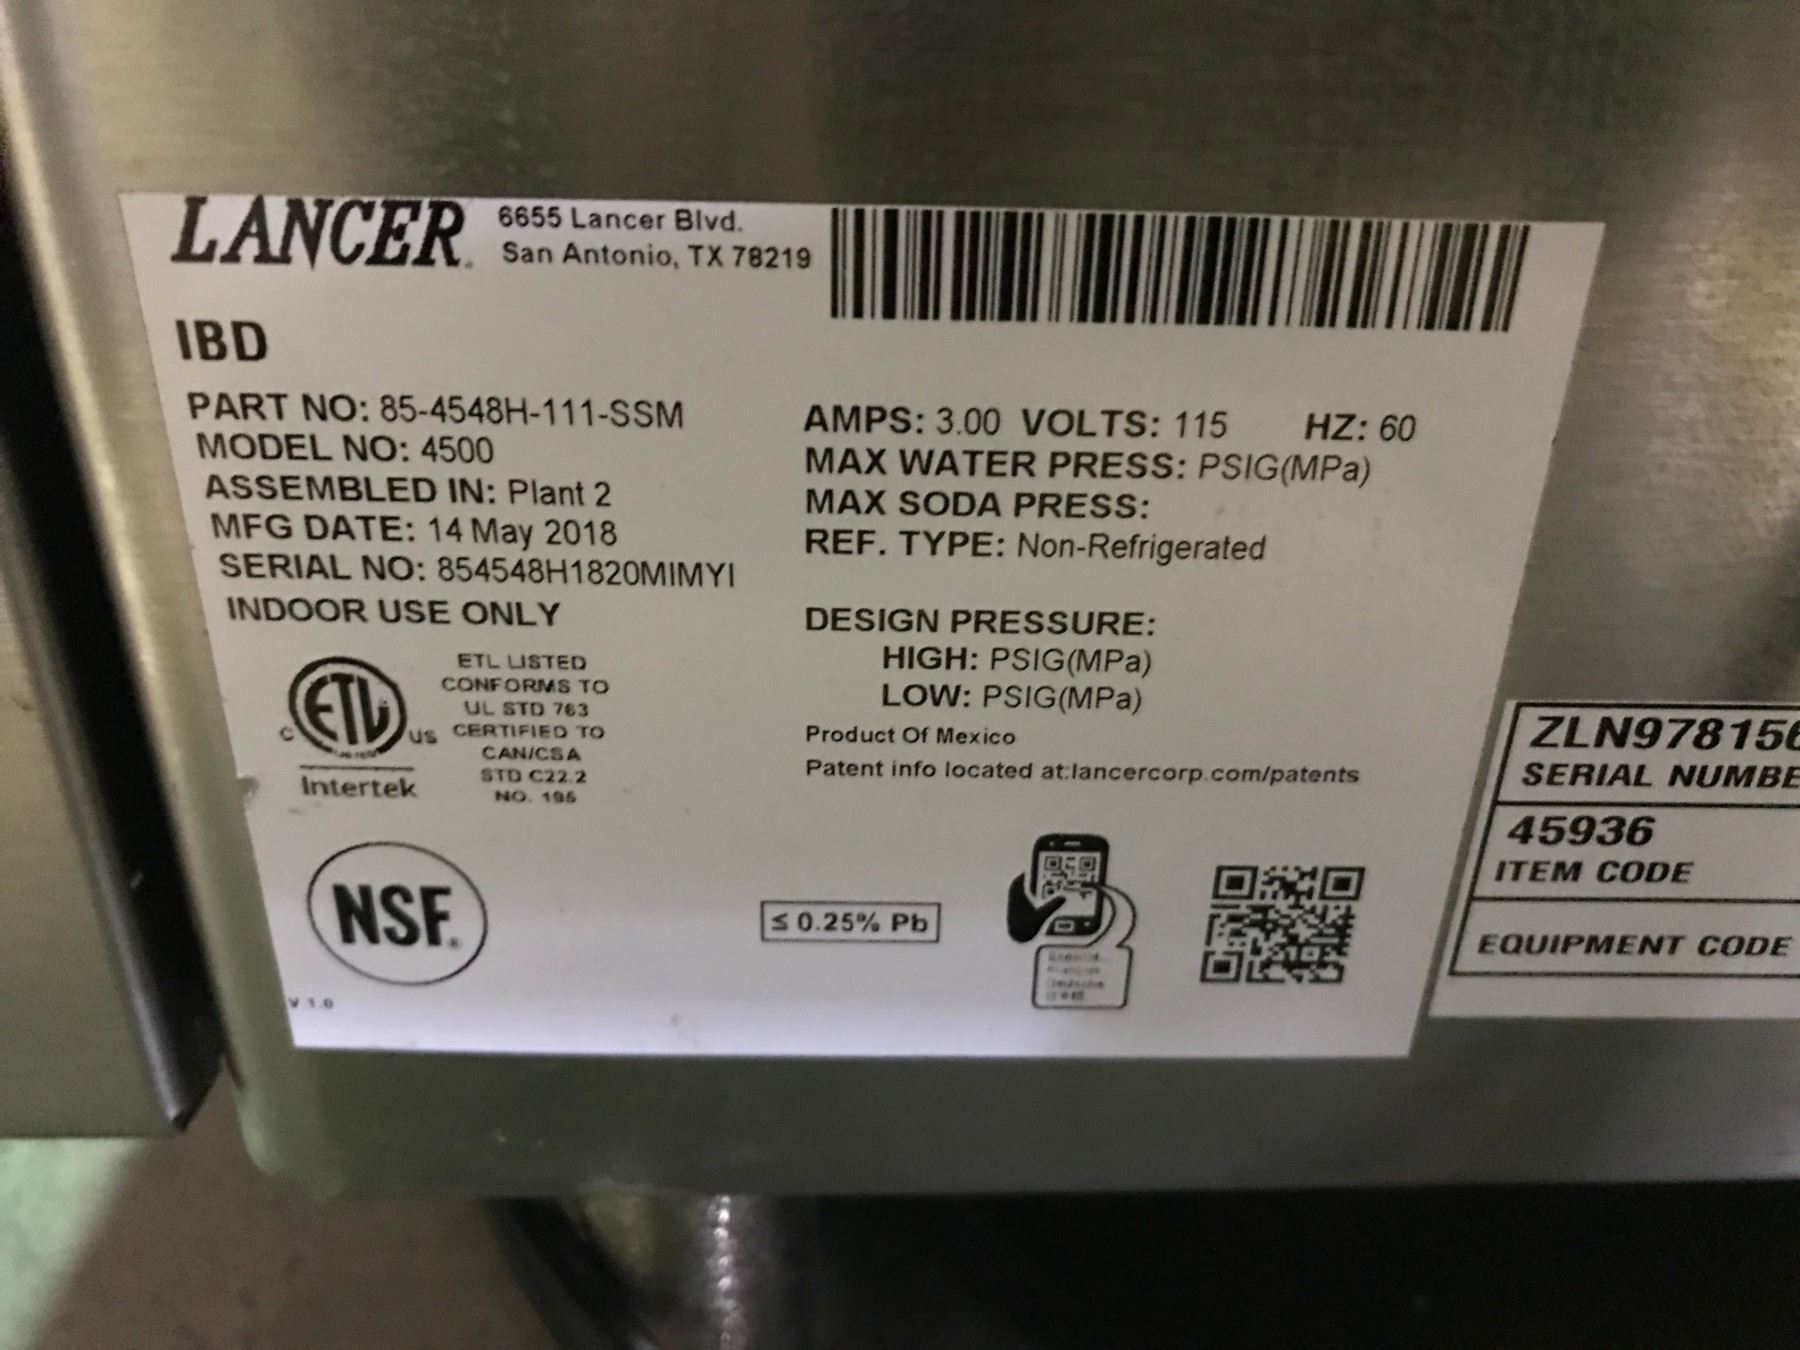 LANCER
6655 Lancer Blvd.
San Antonio, TX 78219
IBD
PART NO: 85-4548H-111-SSM
MODEL NO: 4500
ASSEMBLED IN: Plant 2
MFG DATE: 14 May 2018
SERIAL NO: 854548H1820MIMYI
INDOOR USE ONLY
AMPS: 3.00 VOLTS: 115 HZ: 60
MAX WATER PRESS: PSIG(MPa)
MAX SODA PRESS:
REF. TYPE: Non-Refrigerated
DESIGN PRESSURE:
HIGH: PSIG(MPa)
LOW: PSIG(MPa)
Product Of Mexico
Patent info located at:lancercorp.com/patents
ETL
C US
Intertek
ETL LISTED
CONFORMS TO
UL STD 763
CERTIFIED TO
CAN/CSA
STD C22.2
NO. 195
NSF®
≤ 0.25% Pb
V 1.0
SERIAL NUMBE
45936
ITEM CODE
EQUIPMENT CODE